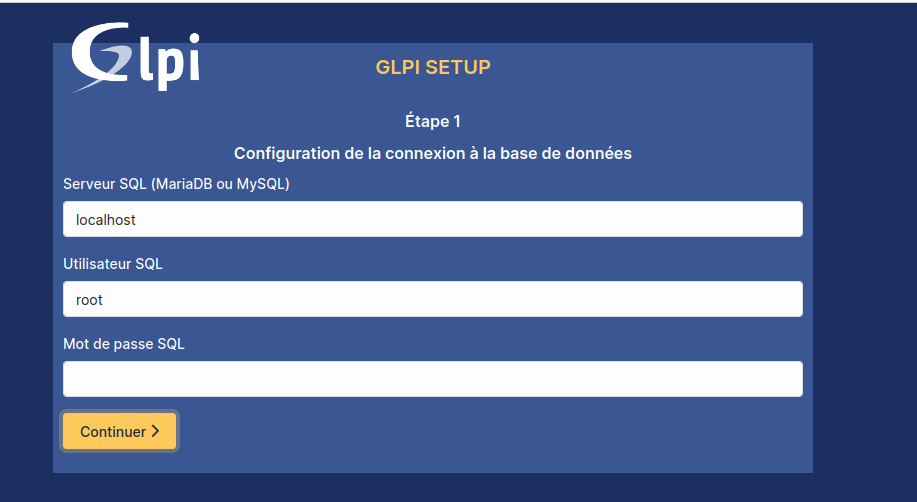 Glpi
GLPI SETUP
Étape 1
Configuration de la connexion à la base de données
Serveur SQL (MariaDB ou MySQL)
localhost
Utilisateur SQL
root
Mot de passe SQL
Continuer